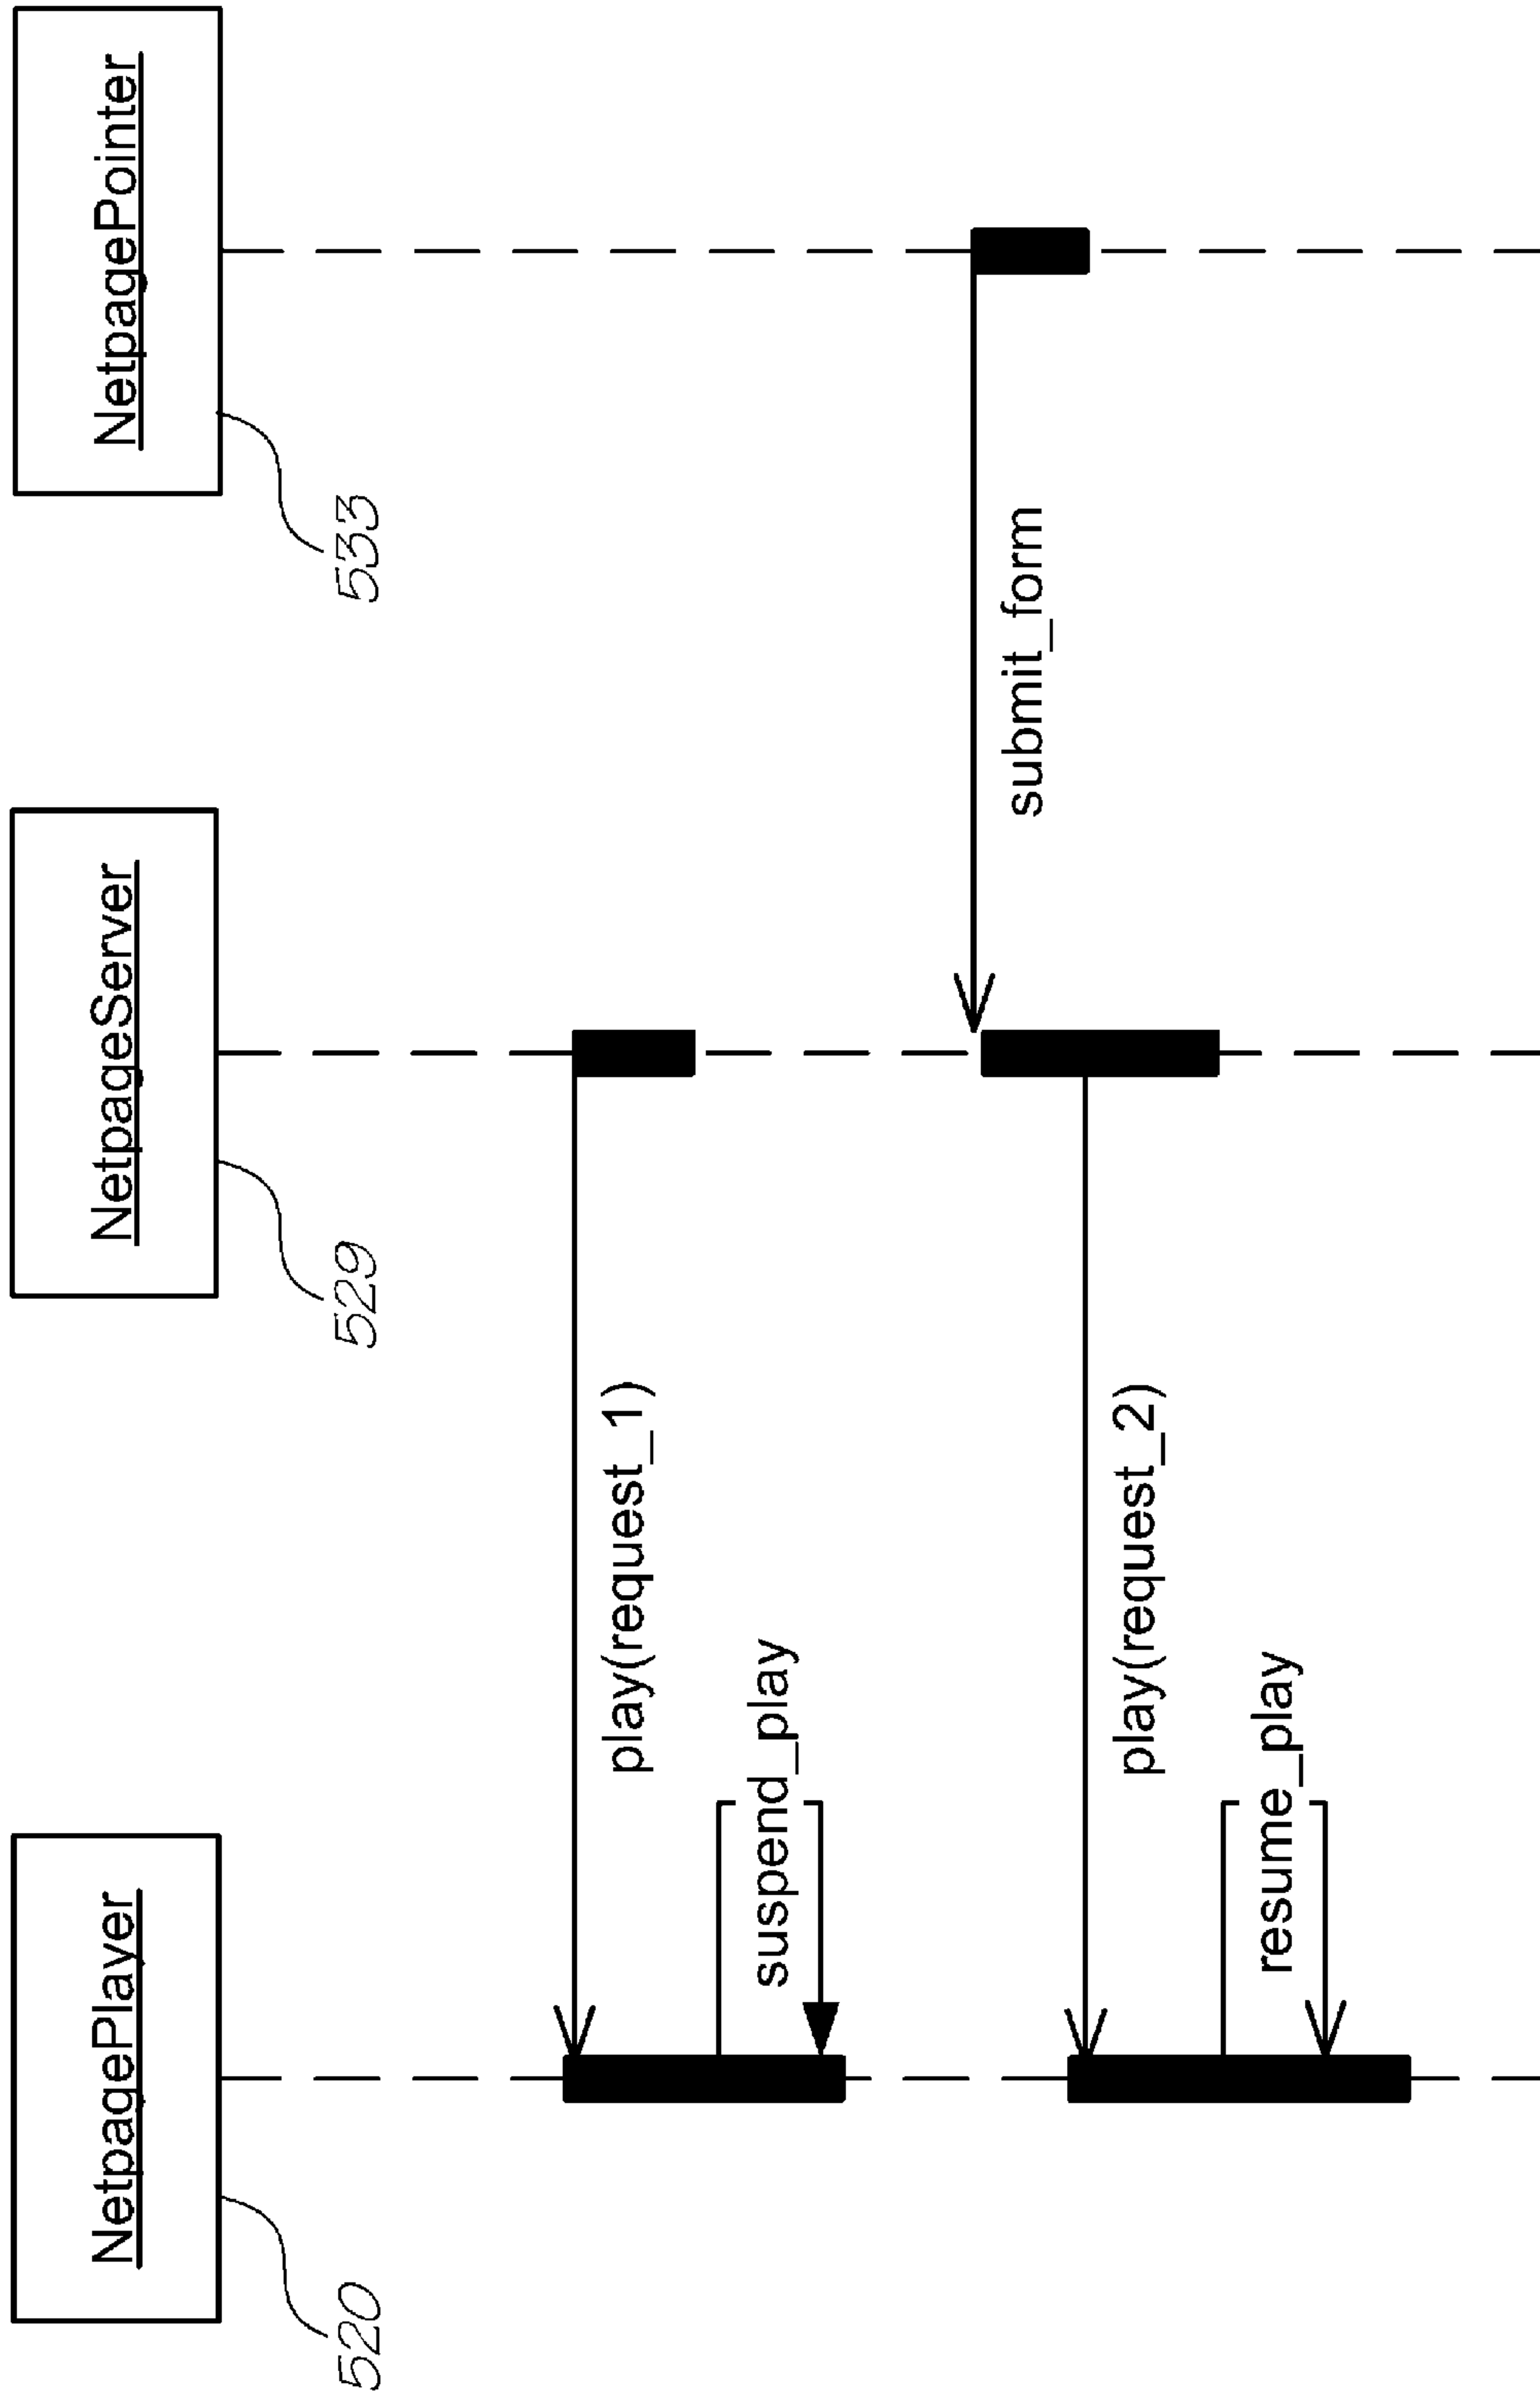 NetpagePlayer
NetpageServer
NetpagePointer
520
529
533
play(request_1)
suspend_play
submit_form
play(request_2)
resume_play